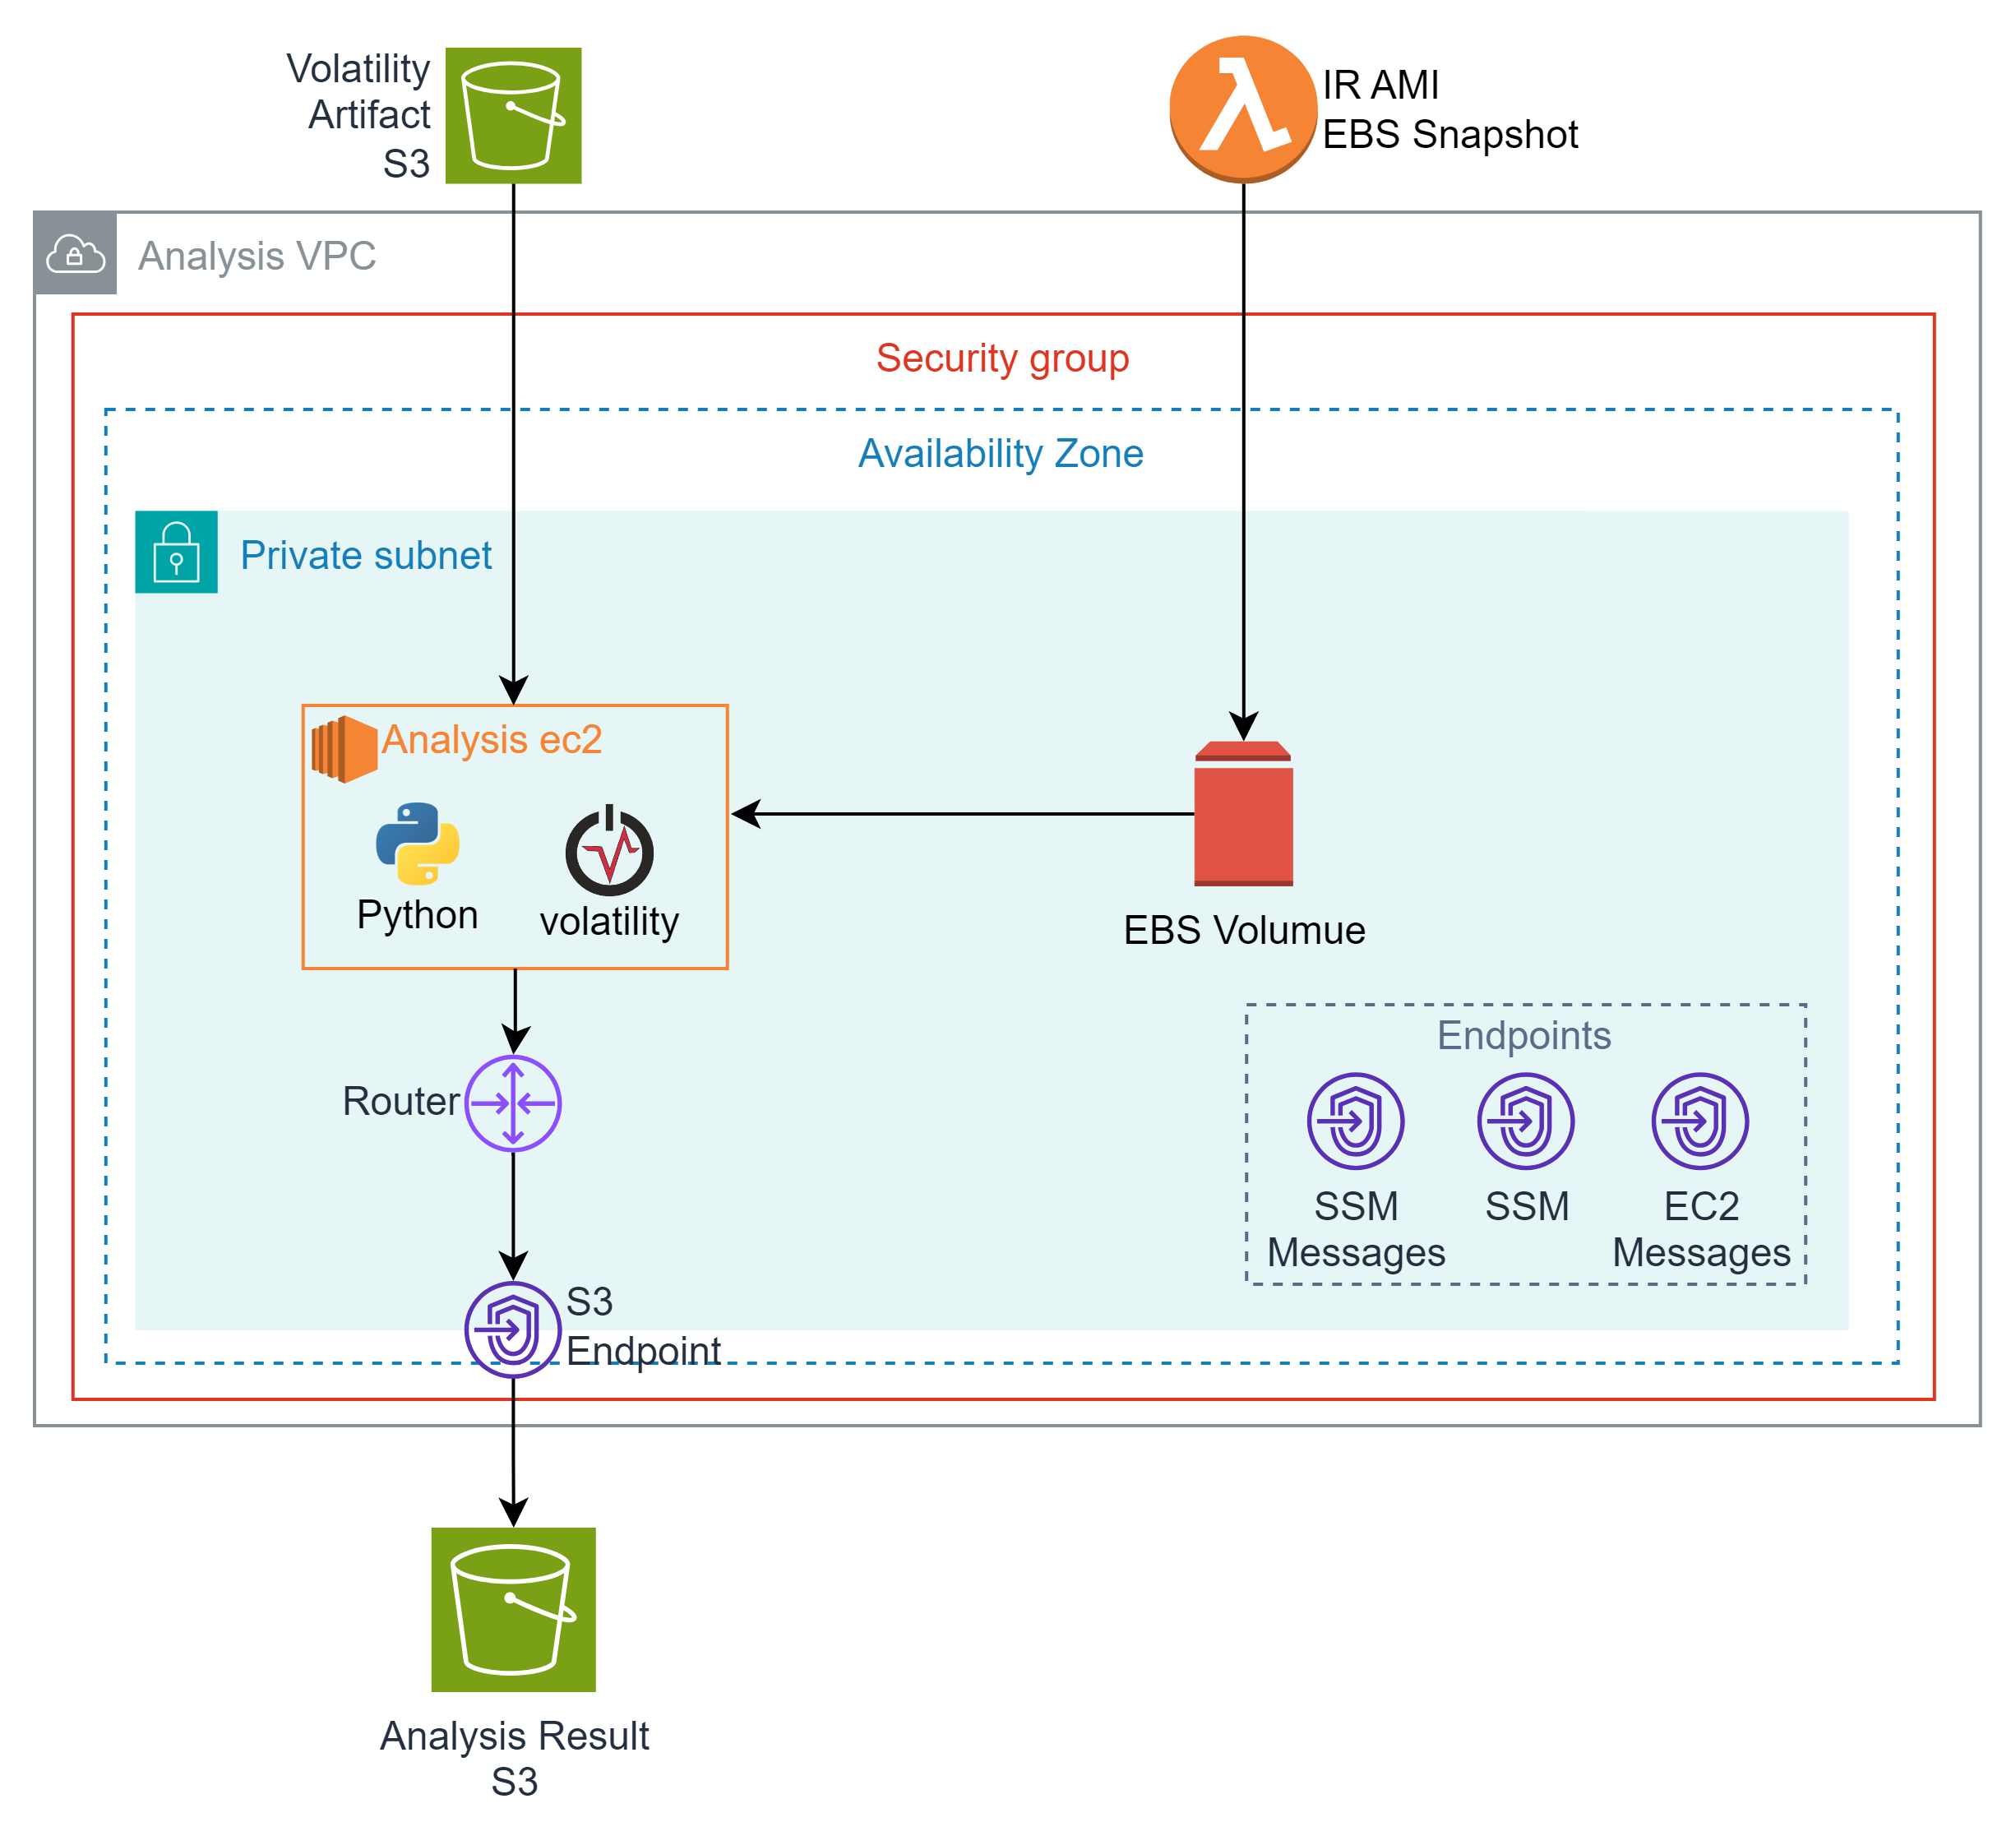 Volatility
Artifact
S3
IR AMI
EBS Snapshot
Analysis VPC
Security group
Availability Zone
Private subnet
Analysis ec2
Python
volatility
EBS Volumue
Router
Endpoints
SSM
Messages
SSM
EC2
Messages
S3
Endpoint
Analysis Result
S3